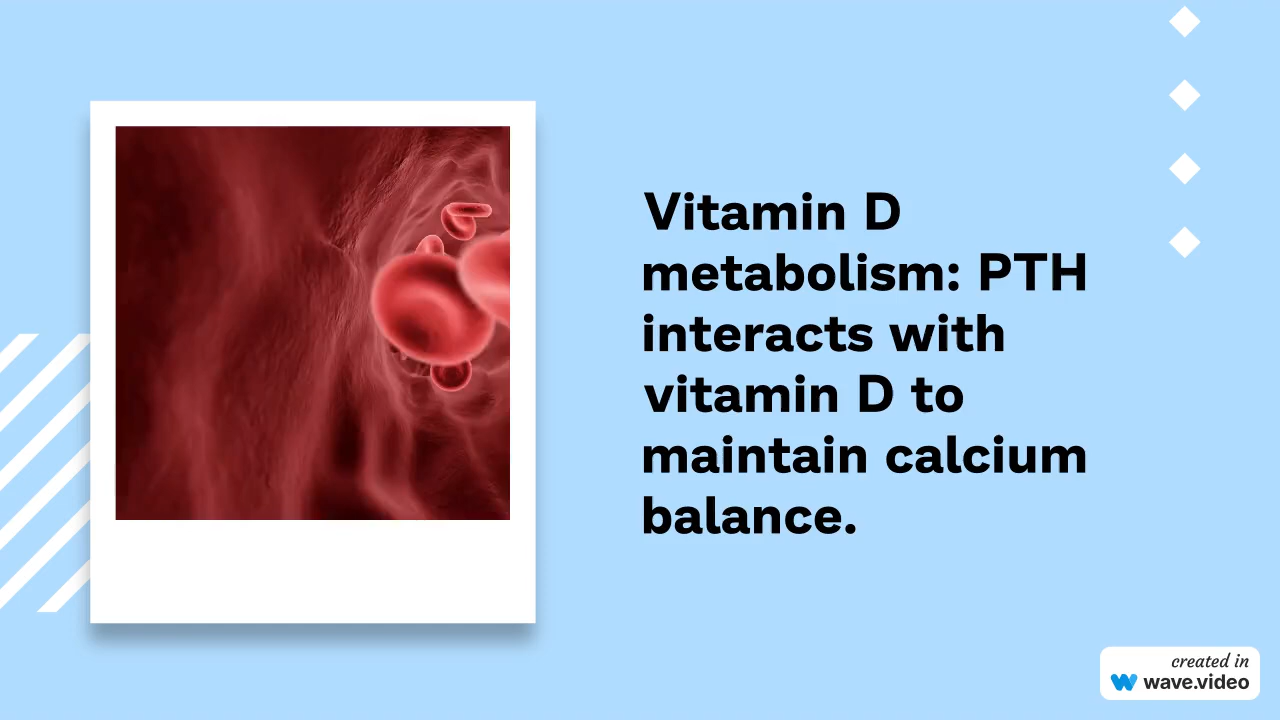 Vitamin D
metabolism: PTH
interacts with
vitamin D to
maintain calcium
balance.
created in
wave.video